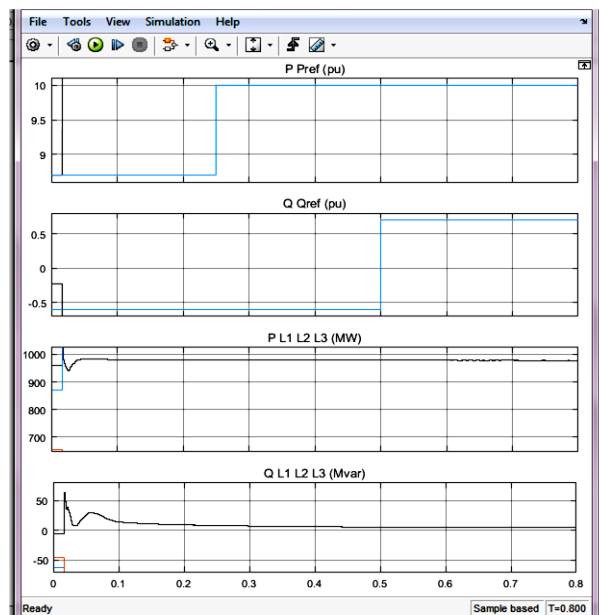 File Tools View Simulation Help
P Pref (pu)
10
9.5
9
Q Qref (pu)
0.5
0
-0.5
P L1 L2 L3 (MW)
1000
900
800
700
Q L1 L2 L3 (Mvar)
50
0
-50
0 0.1 0.2 0.3 0.4 0.5 0.6 0.7 0.8
Ready Sample based T=0.800